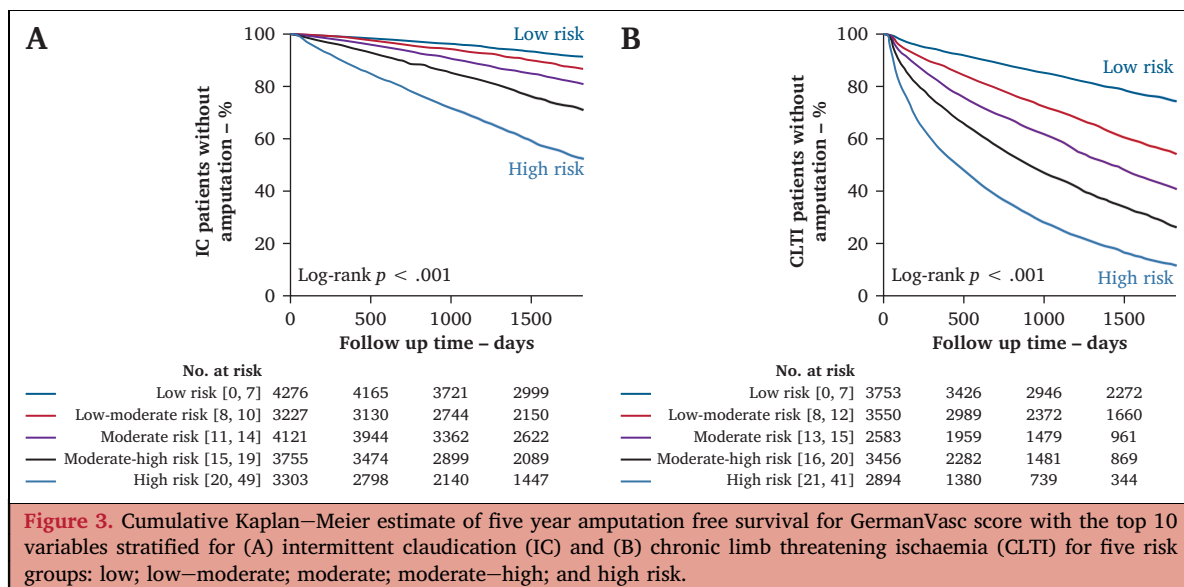 A
100
80
60
40
20
0
IC patients without
amputation – %
Low risk
High risk
Log-rank p < .001
0 500 1000 1500
Follow up time – days
No. at risk
Low risk [0, 7] 4276 4165 3721 2999
Low-moderate risk [8, 10] 3227 3130 2744 2150
Moderate risk [11, 14] 4121 3944 3362 2622
Moderate-high risk [15, 19] 3755 3474 2899 2089
High risk [20, 49] 3303 2798 2140 1447
B
100
80
60
40
20
0
CLTI patients without
amputation – %
Low risk
High risk
Log-rank p < .001
0 500 1000 1500
Follow up time – days
No. at risk
Low risk [0, 7] 3753 3426 2946 2272
Low-moderate risk [8, 12] 3550 2989 2372 1660
Moderate risk [13, 15] 2583 1959 1479 961
Moderate-high risk [16, 20] 3456 2282 1481 869
High risk [21, 41] 2894 1380 739 344
Figure 3. Cumulative Kaplan–Meier estimate of five year amputation free survival for GermanVasc score with the top 10
variables stratified for (A) intermittent claudication (IC) and (B) chronic limb threatening ischaemia (CLTI) for five risk
groups: low; low–moderate; moderate; moderate–high; and high risk.